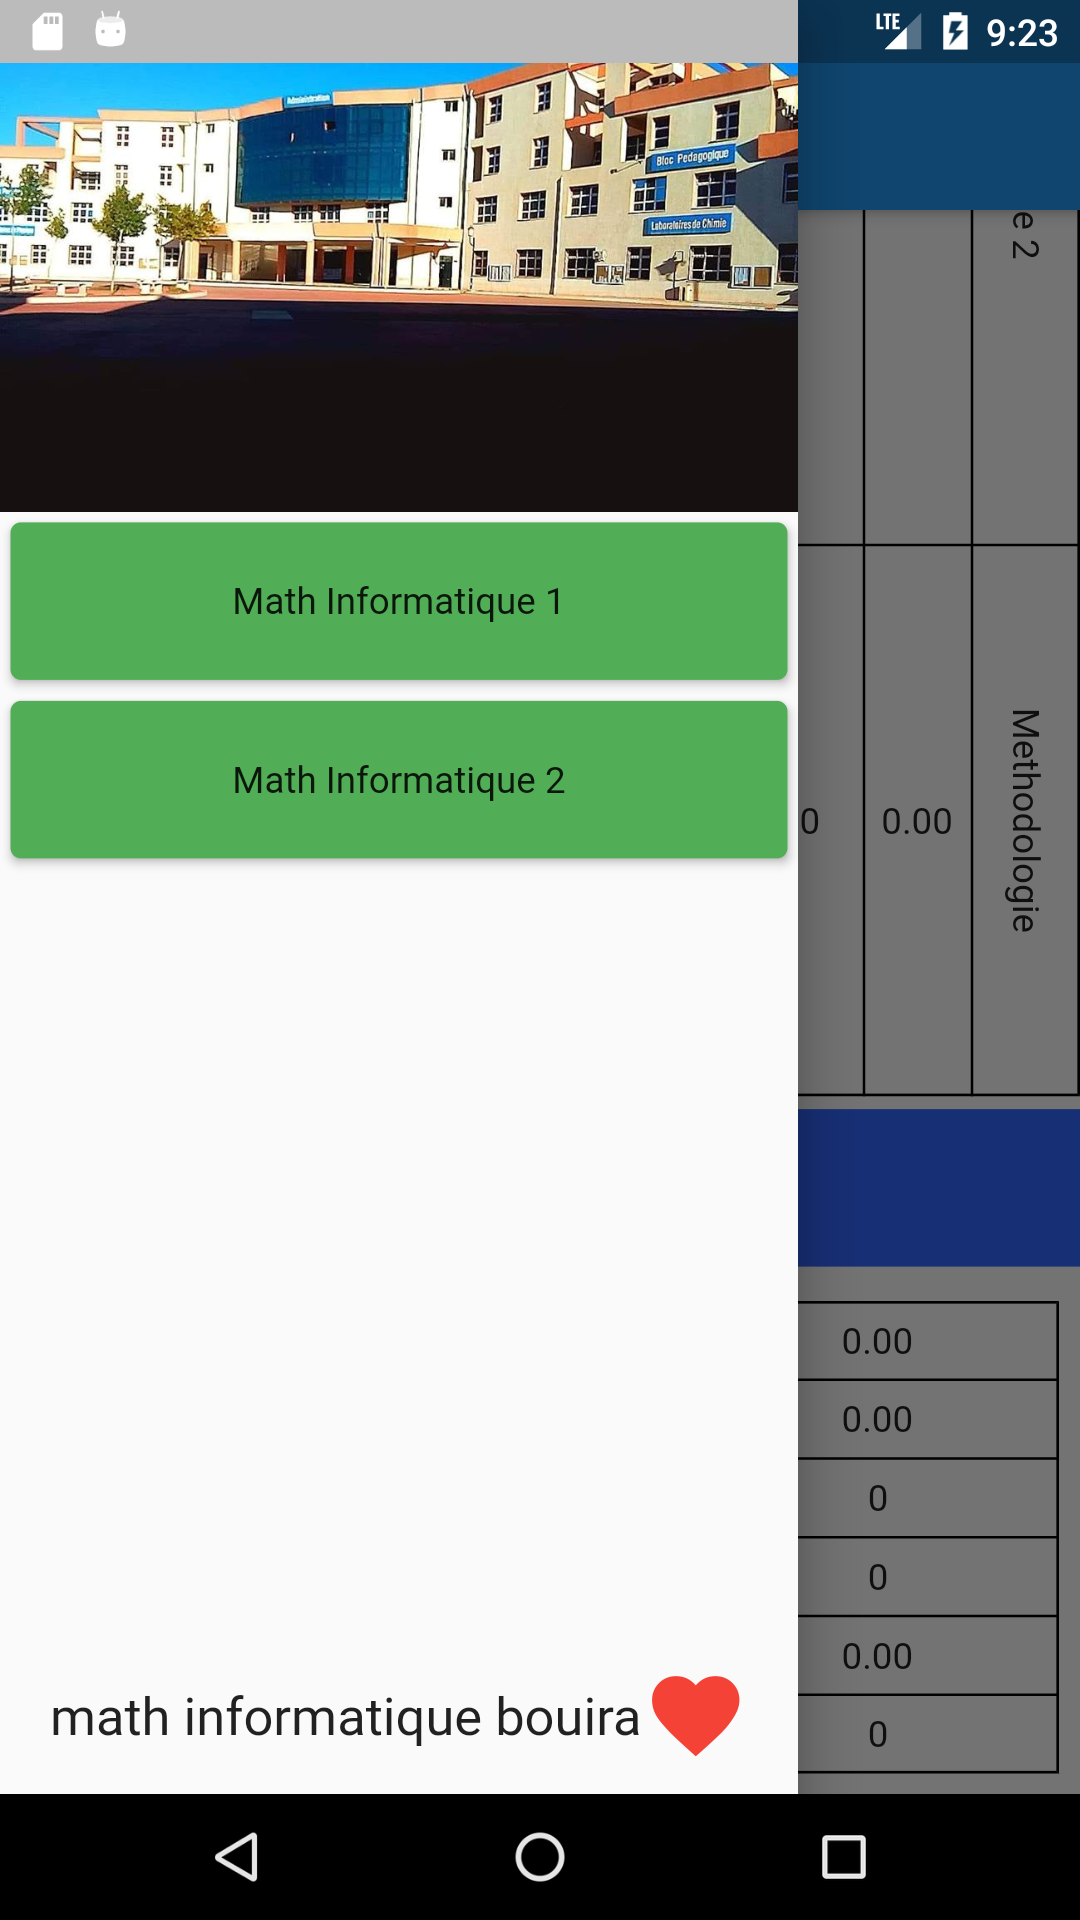 LTE 9:23
Administration
Bloc Pedagogique
Laboratoires de Chimie
e 2
Math Informatique 1
Math Informatique 2
0 0.00 Methodologie
0.00
0.00
0
0
0.00
0
math informatique bouira